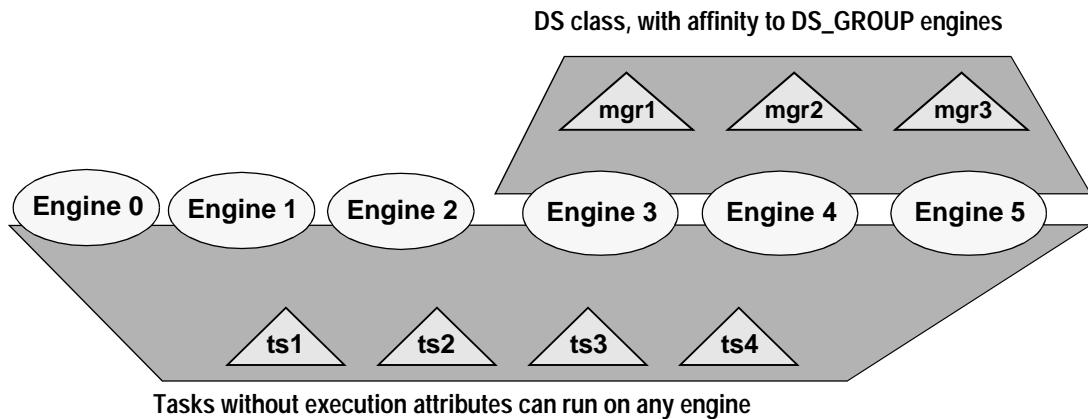 DS class, with affinity to DS_GROUP engines
mgr1 mgr2 mgr3
Engine 0 Engine 1 Engine 2 Engine 3 Engine 4 Engine 5
ts1 ts2 ts3 ts4
Tasks without execution attributes can run on any engine